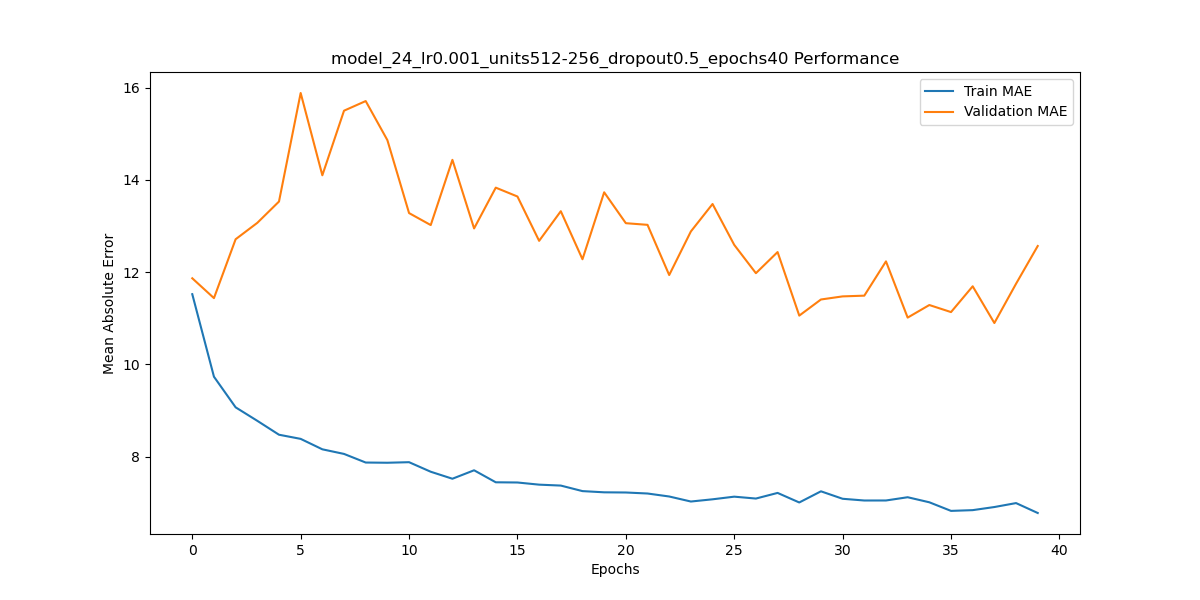 model_24_lr0.001_units512-256_dropout0.5_epochs40 Performance
Train MAE
Validation MAE
16
14
12
10
8
Mean Absolute Error
0 5 10 15 20 25 30 35 40
Epochs